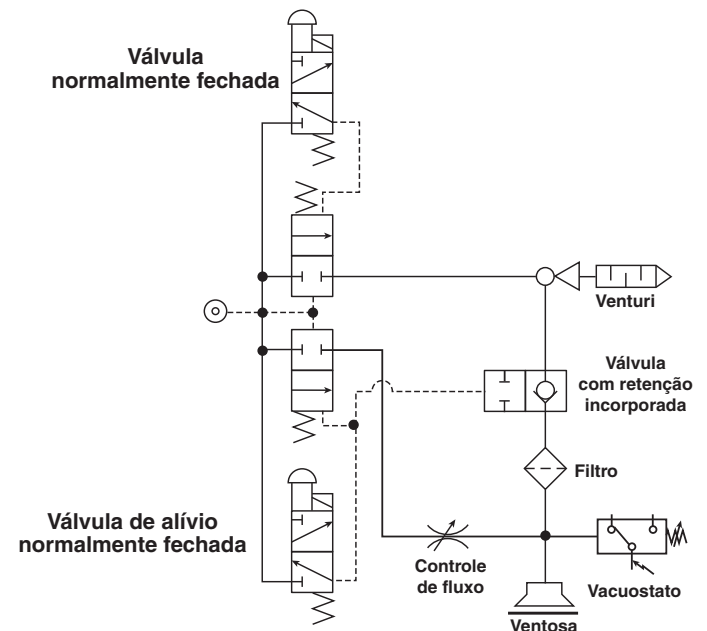 Válvula
normalmente fechada
Venturi
Válvula
com retenção
incorporada
Filtro
Válvula de alívio
normalmente fechada
Controle
de fluxo
Vacuostato
Ventosa